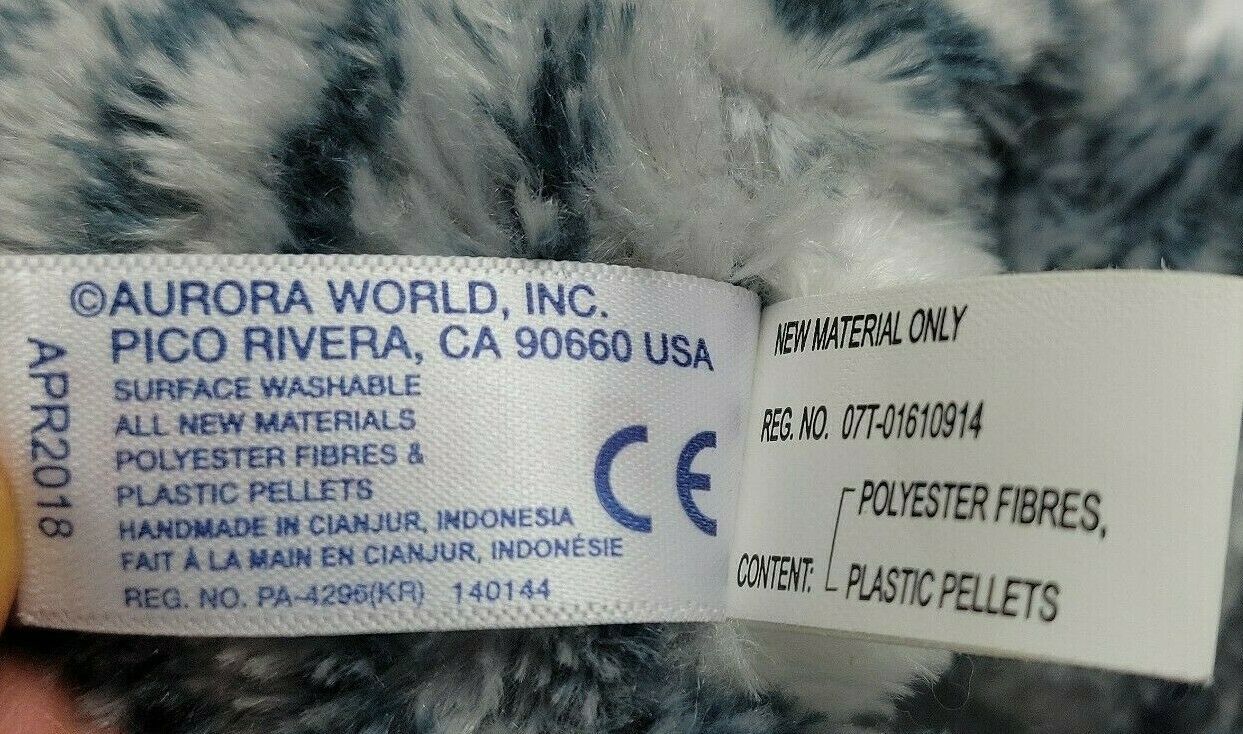 ©AURORA WORLD, INC.
PICO RIVERA, CA 90660 USA
SURFACE WASHABLE
ALL NEW MATERIALS
POLYESTER FIBRES &
PLASTIC PELLETS
HANDMADE IN CIANJUR, INDONESIA
FAIT À LA MAIN EN CIANJUR, INDONÉSIE
REG. NO. PA-4296(KR) 140144
APR2018
CE
NEW MATERIAL ONLY
REG. NO. 07T-01610914
CONTENT:
POLYESTER FIBRES,
PLASTIC PELLETS